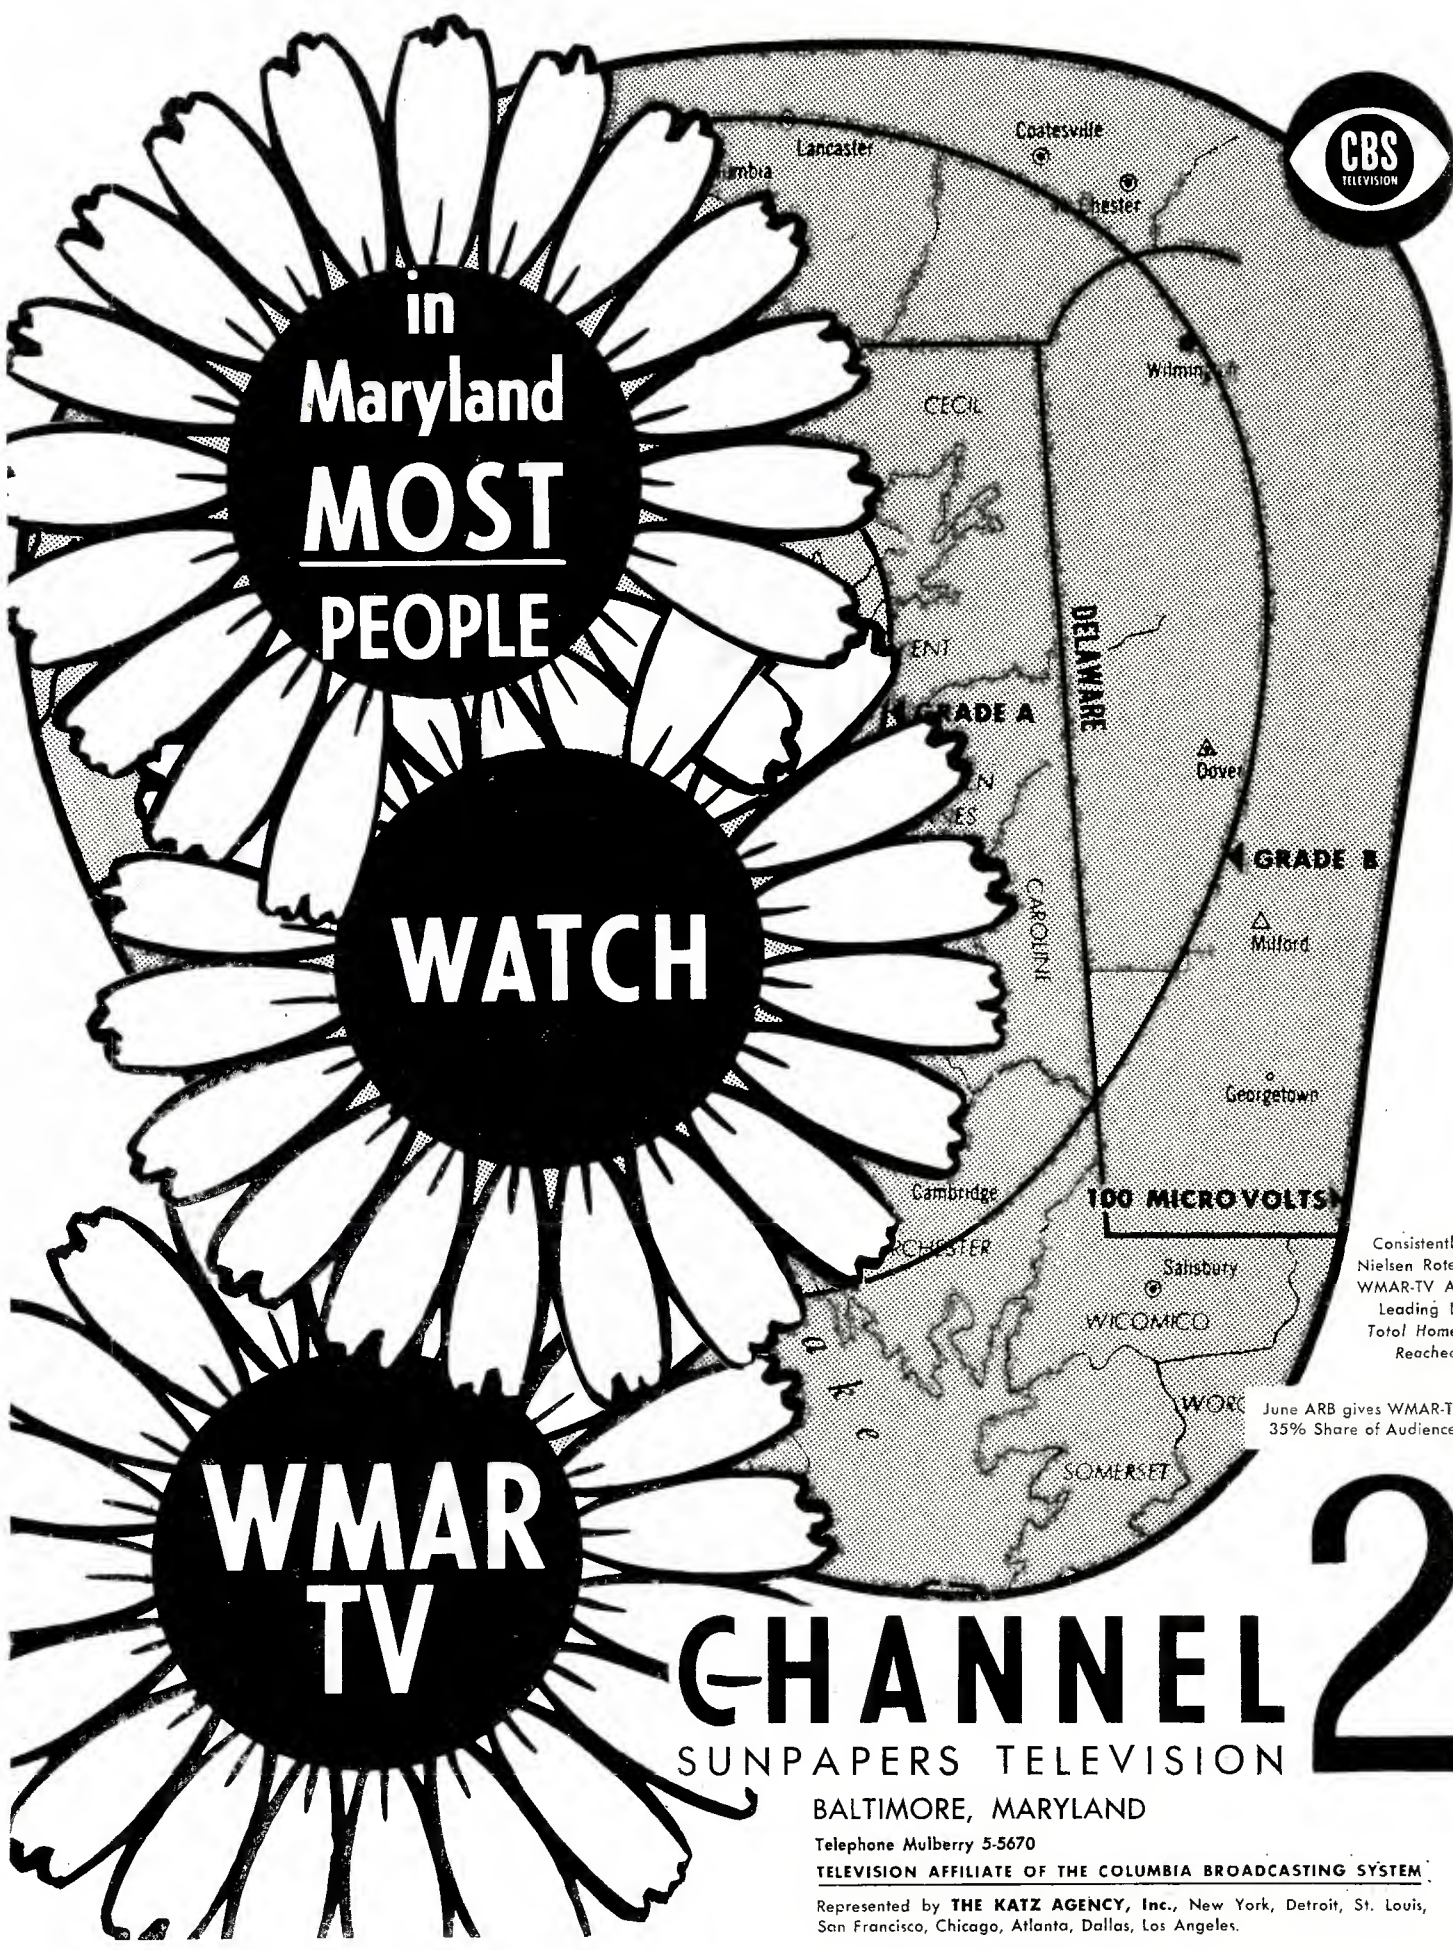 in
Maryland
MOST
PEOPLE
WATCH
WMAR
TV
CBS
TELEVISION
Lancaster
Coatesville
CECIL
DELAWARE
GRADE A
Dover
GRADE B
CAROLINE
Milford
Georgetown
Cambridge
100 MICROVOLTS
Salisbury
WICOMICO
SOMERSET
Nielsen
WMAR-TV
Leading
June ARB gives
35% Share of
CHANNEL 2
SUNPAPERS TELEVISION
BALTIMORE, MARYLAND
Telephone Mulberry 5-5670
TELEVISION AFFILIATE OF THE COLUMBIA BROADCASTING SYSTEM
Represented by THE KATZ AGENCY, Inc., New York, Detroit, St. Louis,
San Francisco, Chicago, Atlanta, Dallas, Los Angeles.